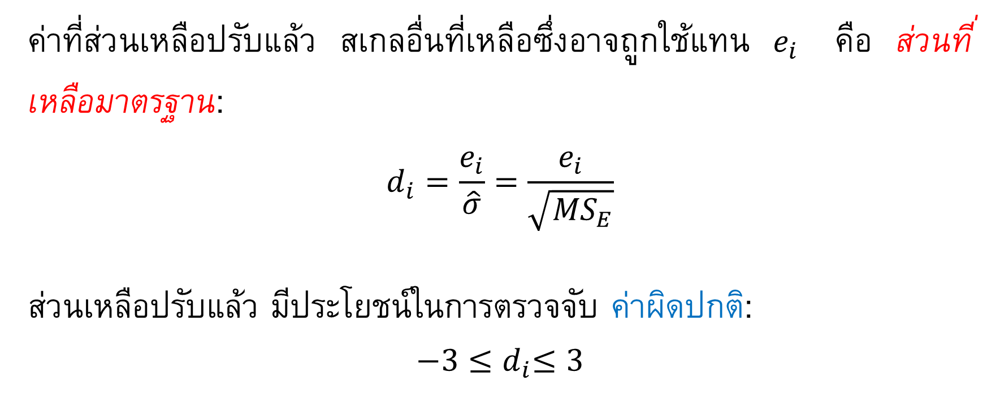 ค่าที่ส่วนเหลือปรับแล้ว สเกลอื่นที่เหลือซึ่งอาจถูกใช้แทน $e_i$ คือ ส่วนที่
เหลือมาตรฐาน:
$d_i = \frac{e_i}{\hat{\sigma}} = \frac{e_i}{\sqrt{MS_E}}$
ส่วนเหลือปรับแล้ว มีประโยชน์ในการตรวจจับ ค่าผิดปกติ:
$-3 \leq d_i \leq 3$